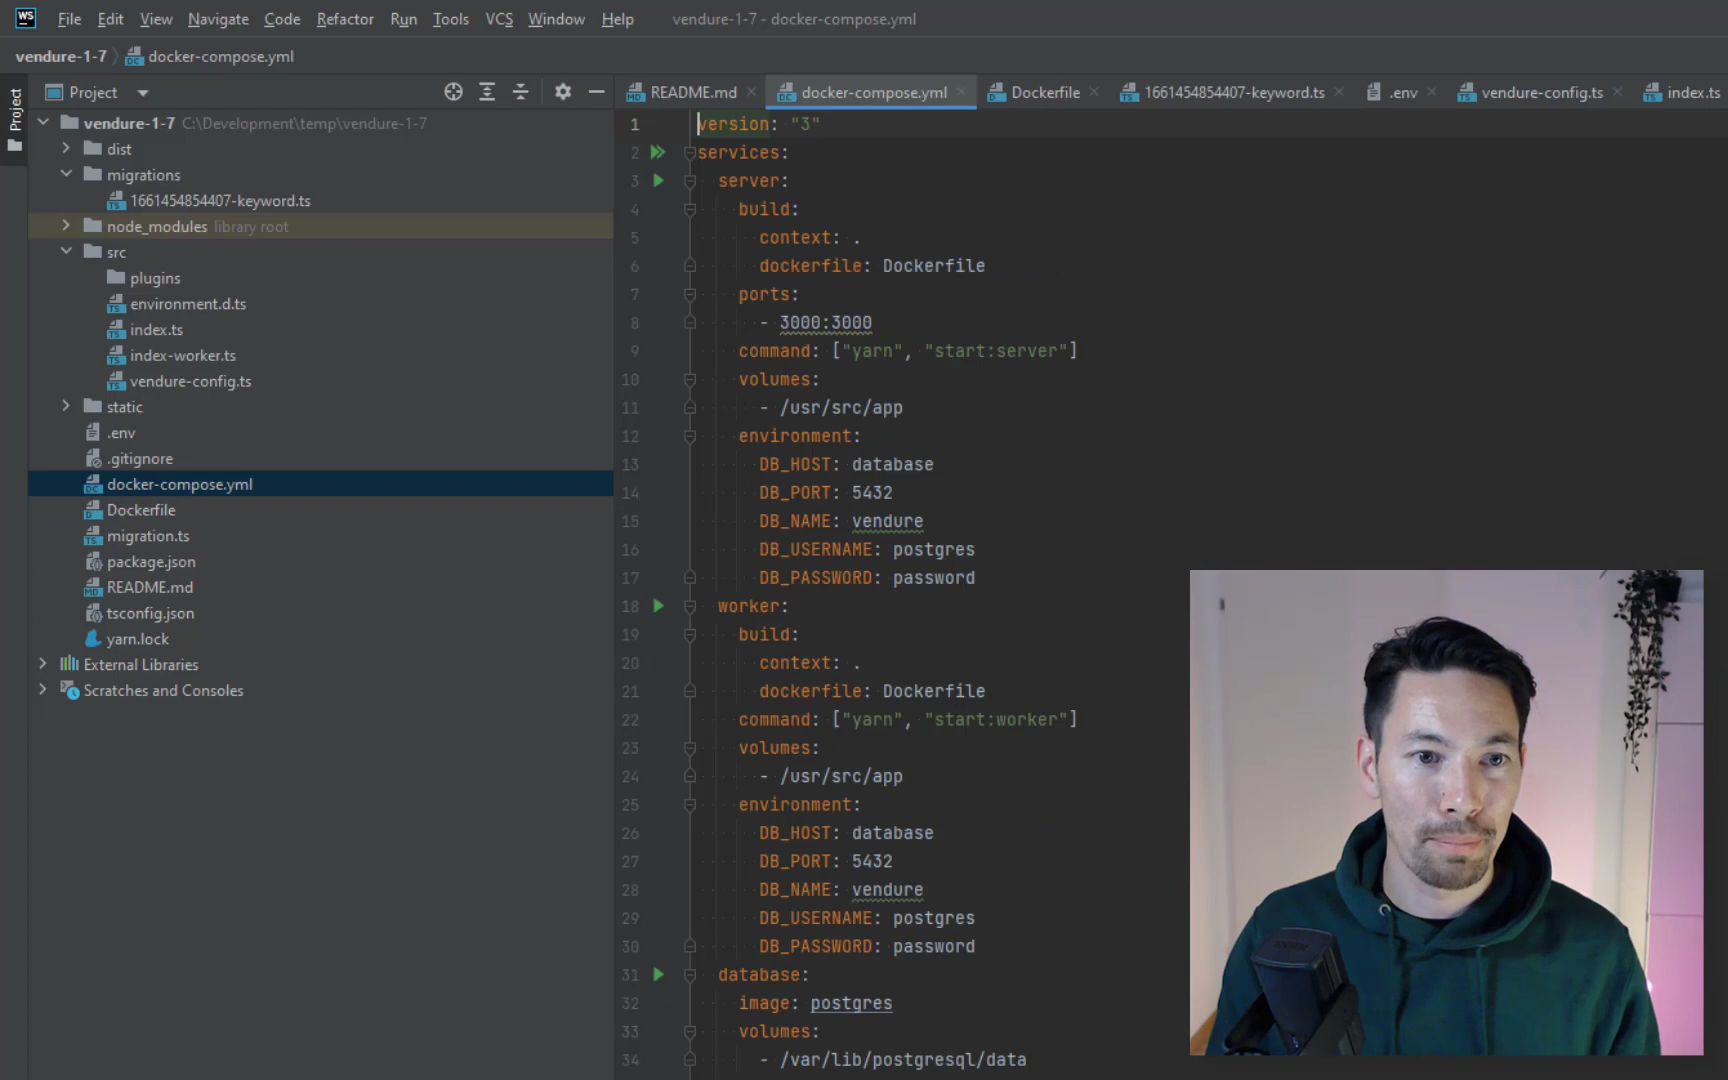 WS File Edit View Navigate Code Refactor Run Tools VCS Window Help vendure-1-7 - docker-compose.yml
vendure-1-7 docker-compose.yml
Project
Project
README.md docker-compose.yml Dockerfile 1661454854407-keyword.ts .env vendure-config.ts index.ts
vendure-1-7 C:\Development\temp\vendure-1-7
dist
migrations
1661454854407-keyword.ts
node_modules library root
src
plugins
environment.d.ts
index.ts
index-worker.ts
vendure-config.ts
static
.env
.gitignore
docker-compose.yml
Dockerfile
migration.ts
package.json
README.md
tsconfig.json
yarn.lock
External Libraries
Scratches and Consoles
1 version: "3"
2 services:
3 server:
4 build:
5 context: .
6 dockerfile: Dockerfile
7 ports:
8 - 3000:3000
9 command: ["yarn", "start:server"]
10 volumes:
11 - /usr/src/app
12 environment:
13 DB_HOST: database
14 DB_PORT: 5432
15 DB_NAME: vendure
16 DB_USERNAME: postgres
17 DB_PASSWORD: password
18 worker:
19 build:
20 context: .
21 dockerfile: Dockerfile
22 command: ["yarn", "start:worker"]
23 volumes:
24 - /usr/src/app
25 environment:
26 DB_HOST: database
27 DB_PORT: 5432
28 DB_NAME: vendure
29 DB_USERNAME: postgres
30 DB_PASSWORD: password
31 database:
32 image: postgres
33 volumes:
34 - /var/lib/postgresql/data